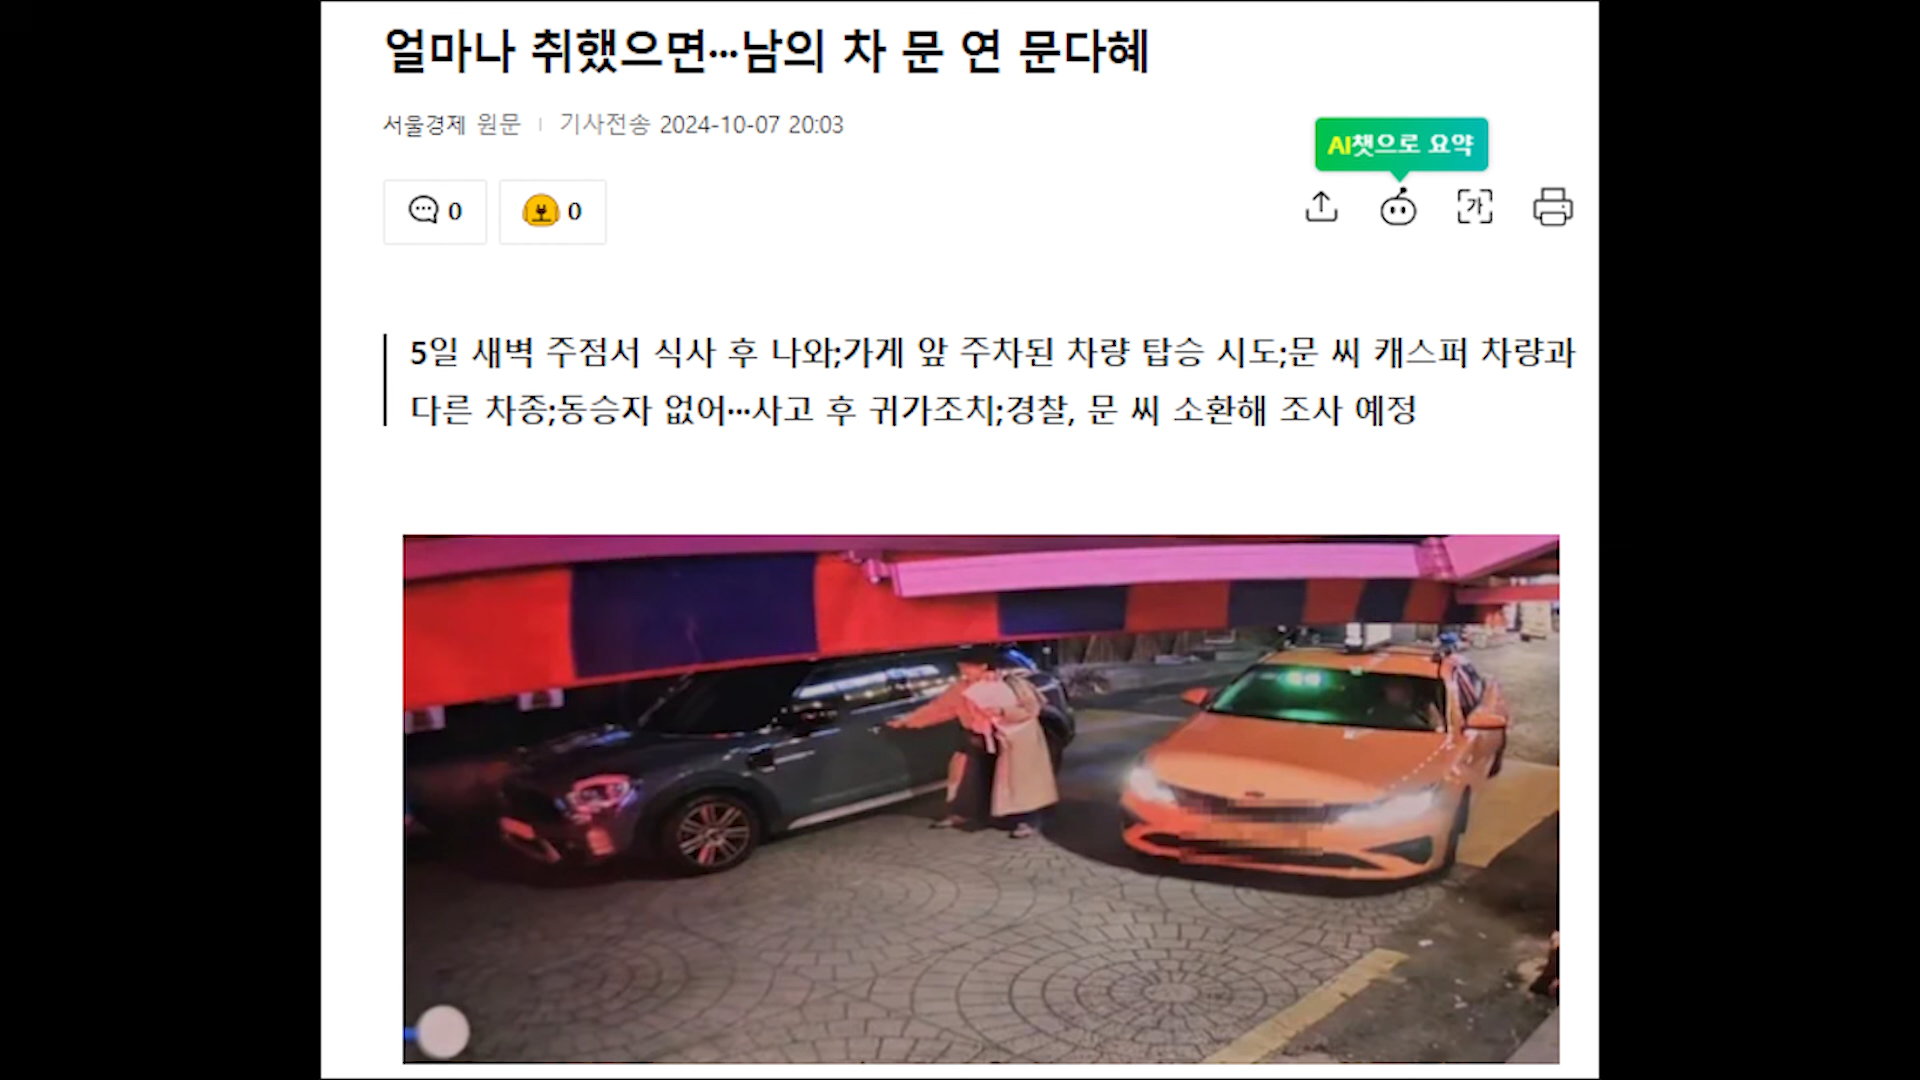 얼마나 취했으면···남의 차 문 연 문다혜
서울경제 원문 | 기사전송 2024-10-07 20:03
AI챗으로 요약
0 0
가
5일 새벽 주점서 식사 후 나와;가게 앞 주차된 차량 탑승 시도;문 씨 캐스퍼 차량과
다른 차종;동승자 없어···사고 후 귀가조치;경찰, 문 씨 소환해 조사 예정